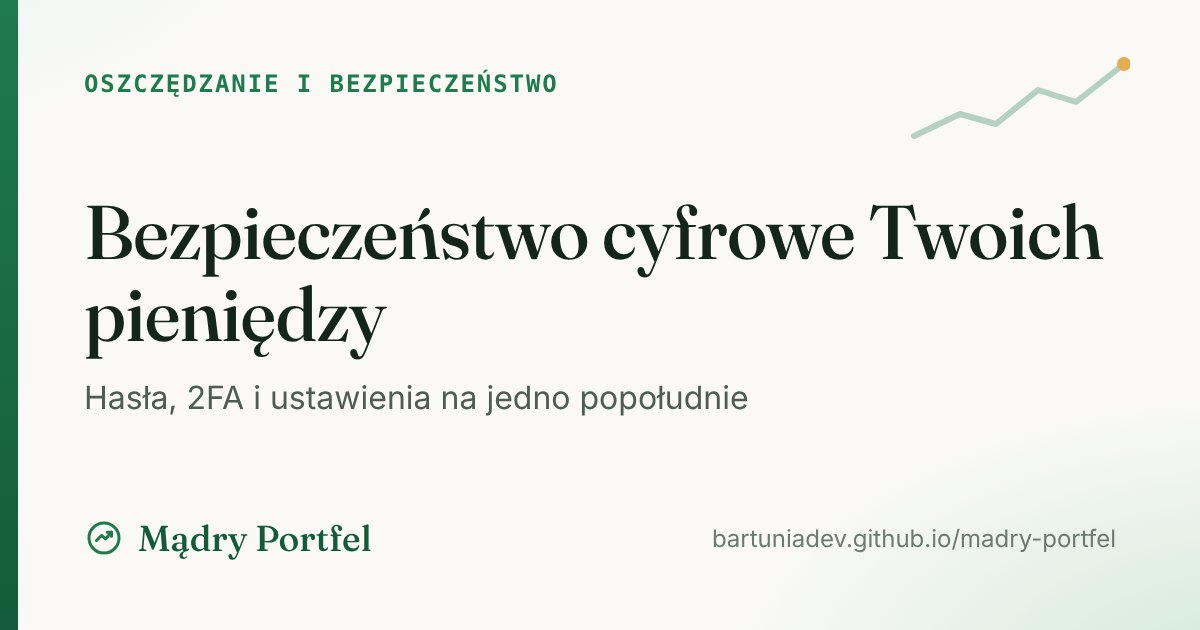 OSZCZĘDZANIE I BEZPIECZEŃSTWO
Bezpieczeństwo cyfrowe Twoich
pieniędzy
Hasła, 2FA i ustawienia na jedno popołudnie
Mądry Portfel
bartuniadev.github.io/madry-portfel